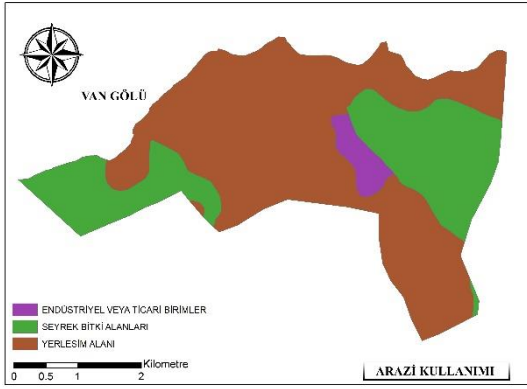 VAN GÖLÜ
ENDÜSTRİYEL VEYA TİCARİ BİRİMLER
SEYREK BİTKİ ALANLARI
YERLESİM ALANI
Kilometre
0 0.5 1 2
ARAZİ KULLANIMI